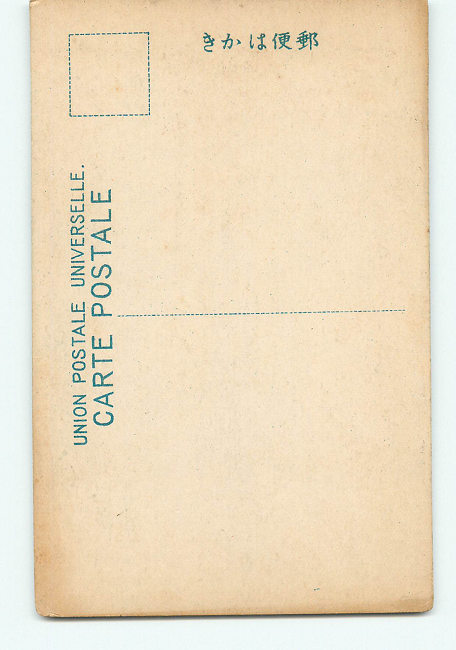 郵便はかき
UNION POSTALE UNIVERSELLE.
CARTE POSTALE